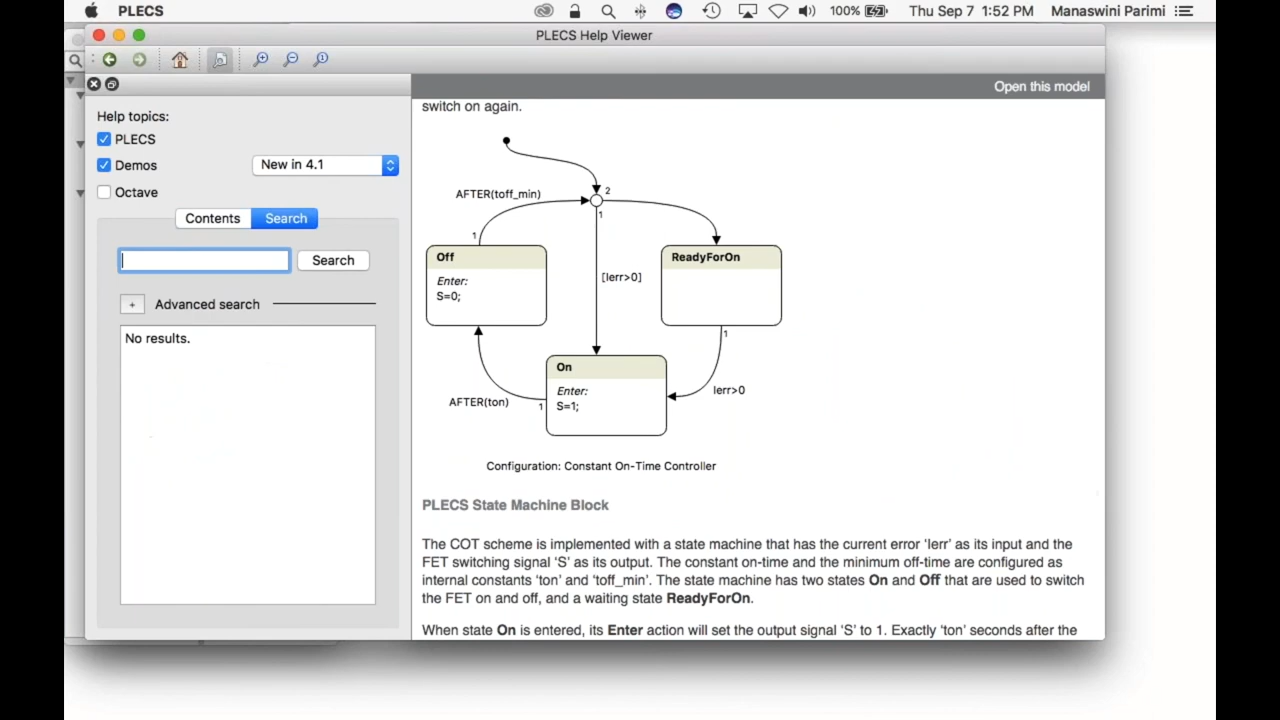 PLECS
100%
Thu Sep 7 1:52 PM
Manaswini Parimi
PLECS Help Viewer
Open this model
Help topics:
PLECS
Demos
New in 4.1
Octave
Contents
Search
Search
+
Advanced search
No results.
switch on again.
AFTER(toff_min)
2
1
1
Off
Enter:
S=0;
[Ierr>0]
ReadyForOn
1
On
Enter:
S=1;
AFTER(ton)
1
Ierr>0
Configuration: Constant On-Time Controller
PLECS State Machine Block
The COT scheme is implemented with a state machine that has the current error ‘Ierr’ as its input and the
FET switching signal ‘S’ as its output. The constant on-time and the minimum off-time are configured as
internal constants ‘ton’ and ‘toff_min’. The state machine has two states On and Off that are used to switch
the FET on and off, and a waiting state ReadyForOn.
When state On is entered, its Enter action will set the output signal ‘S’ to 1. Exactly ‘ton’ seconds after the